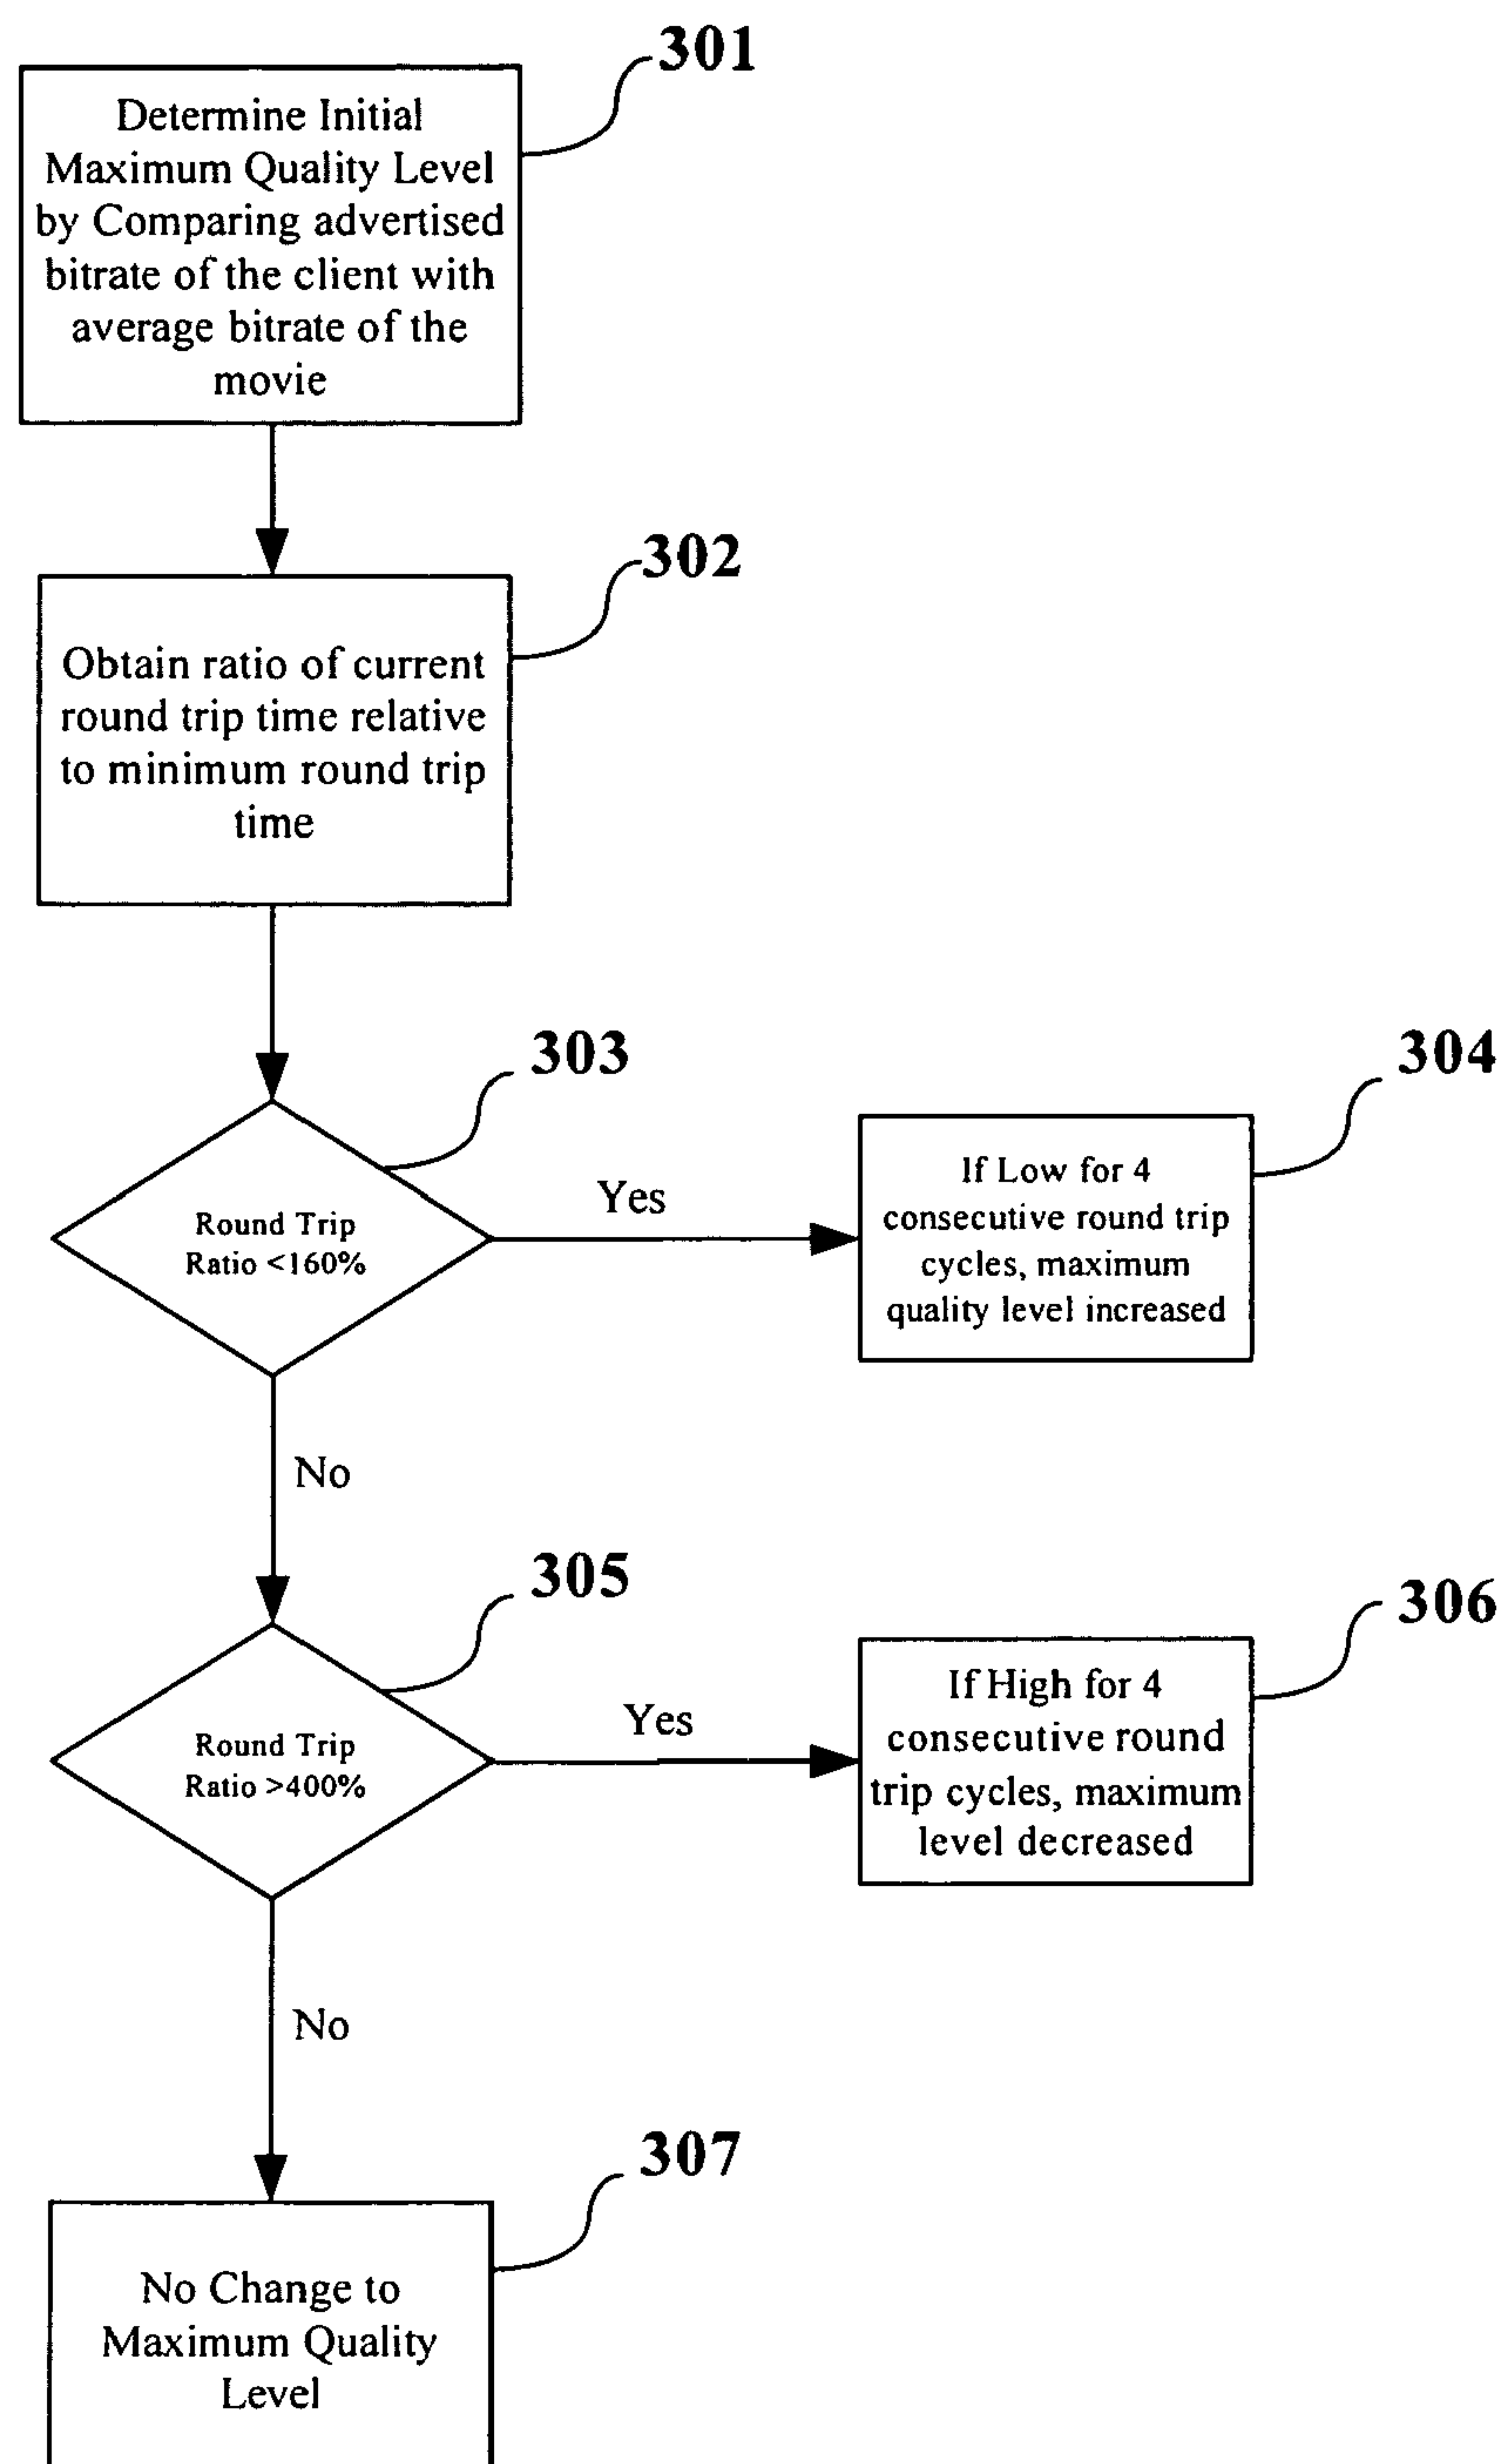 301
Determine Initial
Maximum Quality Level
by Comparing advertised
bitrate of the client with
average bitrate of the
movie
302
Obtain ratio of current
round trip time relative
to minimum round trip
time
303
Round Trip
Ratio <160%
Yes
304
If Low for 4
consecutive round trip
cycles, maximum
quality level increased
No
305
Round Trip
Ratio >400%
Yes
306
If High for 4
consecutive round
trip cycles, maximum
level decreased
No
307
No Change to
Maximum Quality
Level